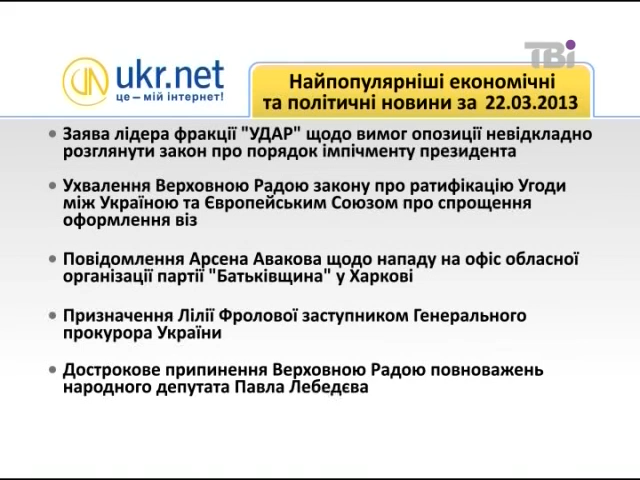 ТВі
ukr.net
це – мій інтернет!
Найпопулярніші економічні
та політичні новини за 22.03.2013
• Заява лідера фракції "УДАР" щодо вимог опозиції невідкладно
розглянути закон про порядок імпічменту президента
• Ухвалення Верховною Радою закону про ратифікацію Угоди
між Україною та Європейським Союзом про спрощення
оформлення віз
• Повідомлення Арсена Авакова щодо нападу на офіс обласної
організації партії "Батьківщина" у Харкові
• Призначення Лілії Фролової заступником Генерального
прокурора України
• Дострокове припинення Верховною Радою повноважень
народного депутата Павла Лебедєва